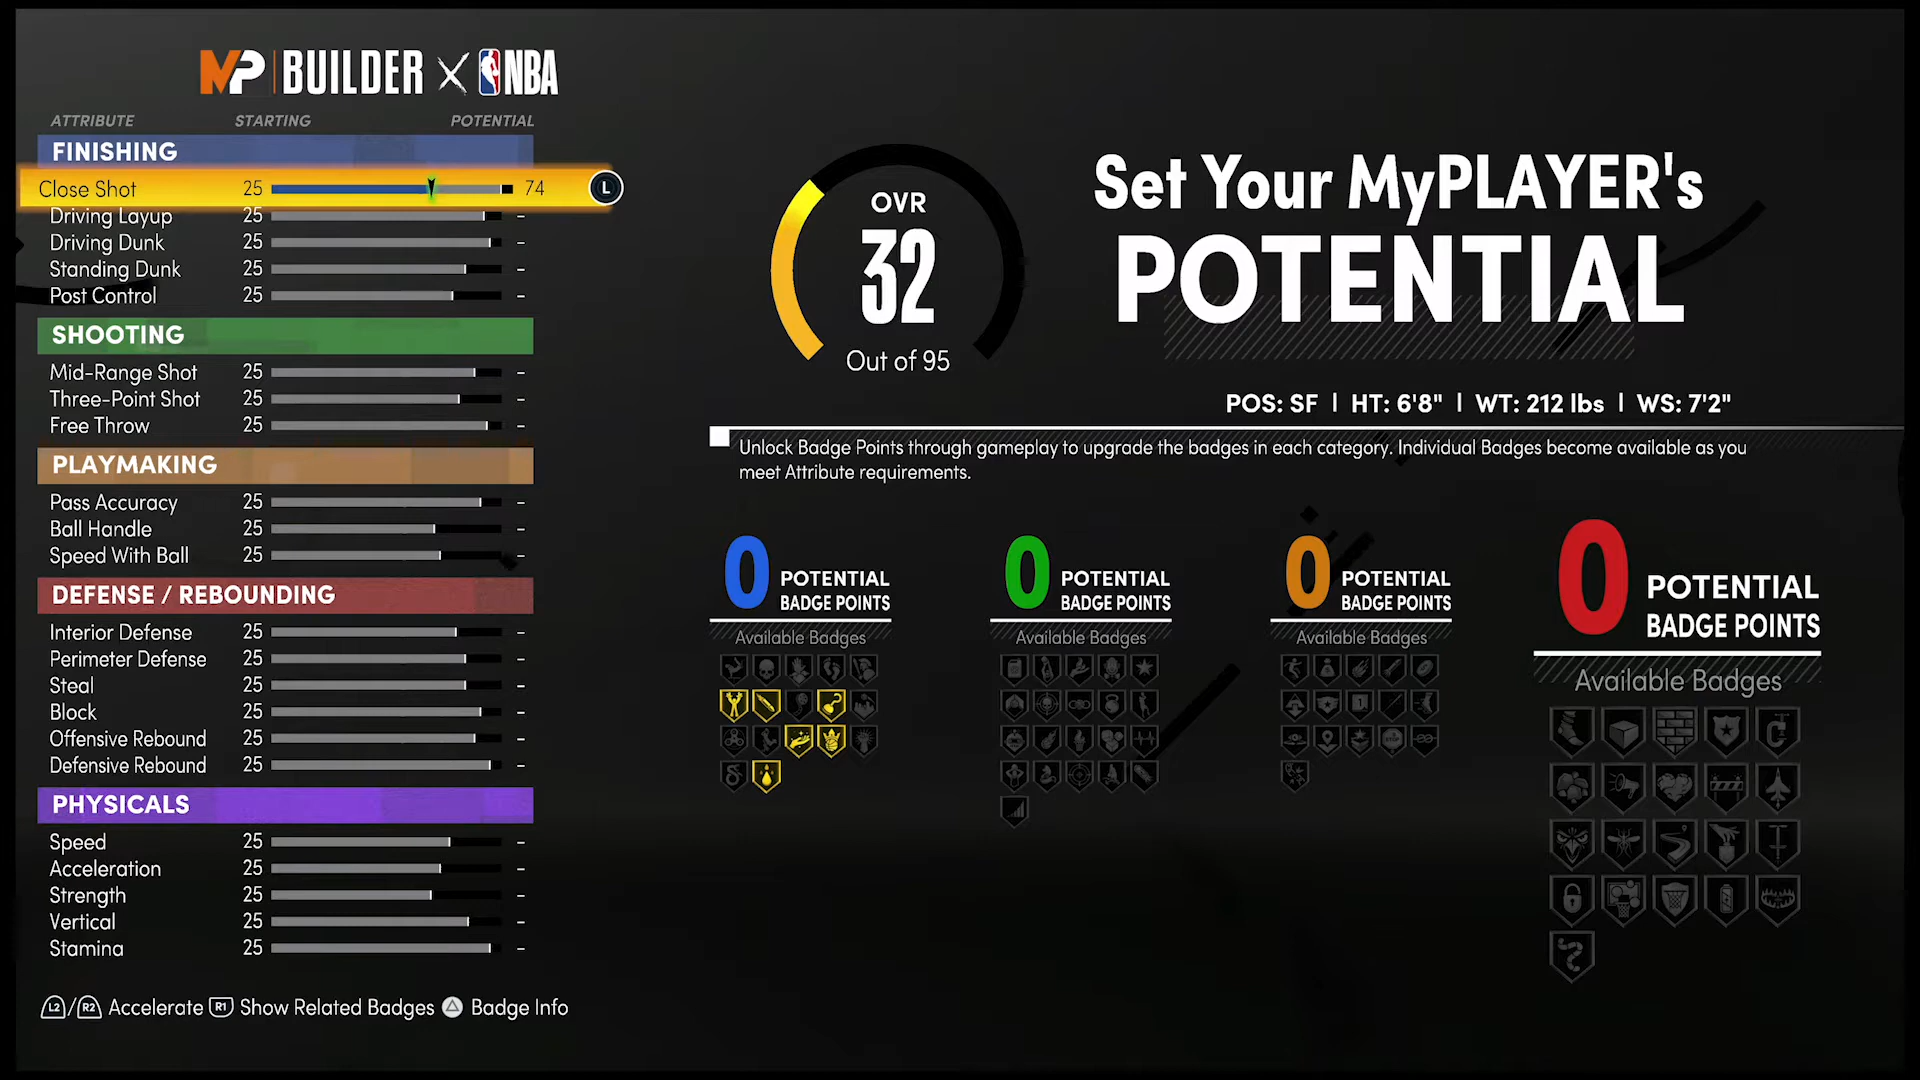 MP | BUILDER X NBA
ATTRIBUTE STARTING POTENTIAL
FINISHING
Close Shot 25 74 L
Driving Layup 25 -
Driving Dunk 25 -
Standing Dunk 25 -
Post Control 25 -
SHOOTING
Mid-Range Shot 25 -
Three-Point Shot 25 -
Free Throw 25 -
PLAYMAKING
Pass Accuracy 25 -
Ball Handle 25 -
Speed With Ball 25 -
DEFENSE / REBOUNDING
Interior Defense 25 -
Perimeter Defense 25 -
Steal 25 -
Block 25 -
Offensive Rebound 25 -
Defensive Rebound 25 -
PHYSICALS
Speed 25 -
Acceleration 25 -
Strength 25 -
Vertical 25 -
Stamina 25 -
L2/R2 Accelerate R1 Show Related Badges Badge Info
OVR
32
Out of 95
Set Your MyPLAYER's
POTENTIAL
POS: SF | HT: 6'8" | WT: 212 lbs | WS: 7'2"
Unlock Badge Points through gameplay to upgrade the badges in each category. Individual Badges become available as you
meet Attribute requirements.
0 POTENTIAL
BADGE POINTS
Available Badges
0 POTENTIAL
BADGE POINTS
Available Badges
0 POTENTIAL
BADGE POINTS
Available Badges
0 POTENTIAL
BADGE POINTS
Available Badges